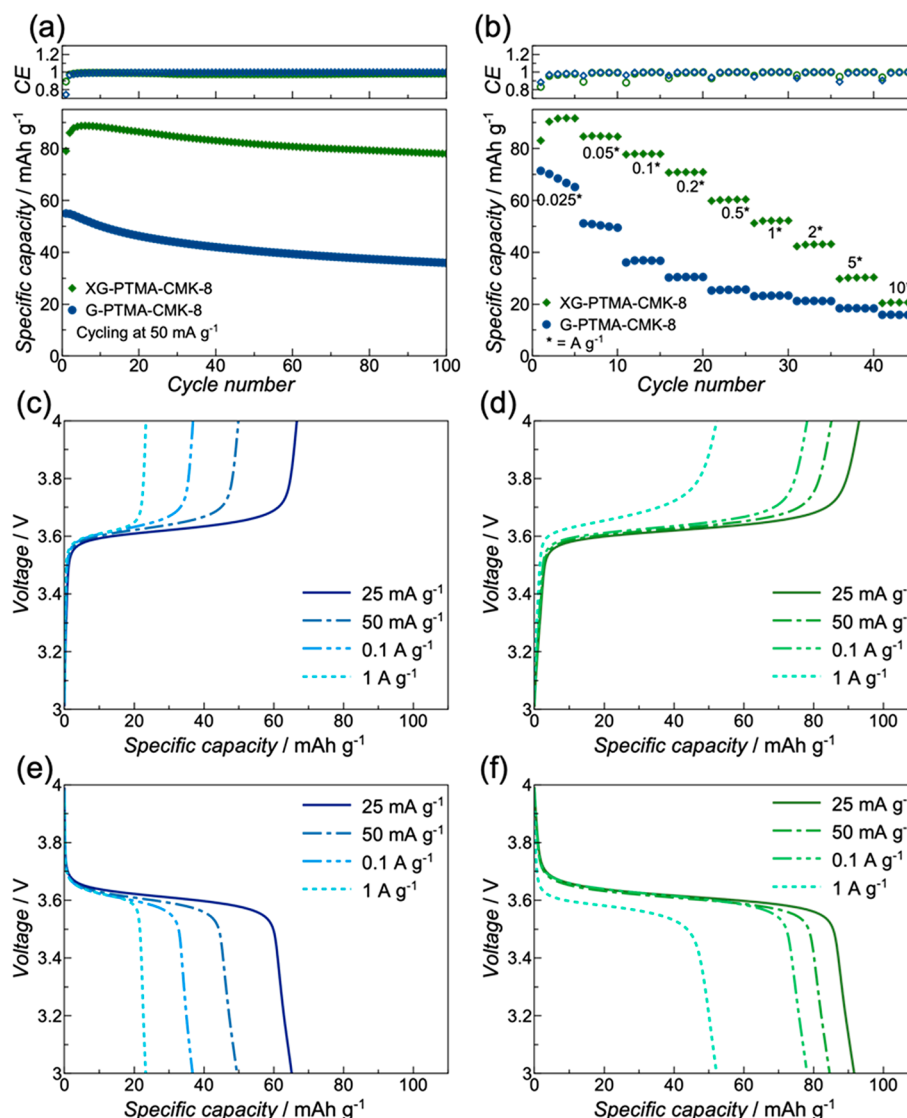 (a)
CE
1.2
1
0.8
Specific capacity / mAh g⁻¹
80
60
40
20
0
XG-PTMA-CMK-8
G-PTMA-CMK-8
Cycling at 50 mA g⁻¹
0 20 40 60 80 100
Cycle number
(b)
CE
1.2
1
0.8
Specific capacity / mAh g⁻¹
80
60
40
20
0
0.025*
0.05*
0.1*
0.2*
0.5*
1*
2*
5*
10*
XG-PTMA-CMK-8
G-PTMA-CMK-8
* = A g⁻¹
0 10 20 30 40
Cycle number
(c)
Voltage / V
4
3.8
3.6
3.4
3.2
3
25 mA g⁻¹
50 mA g⁻¹
0.1 A g⁻¹
1 A g⁻¹
0 20 40 60 80 100
Specific capacity / mAh g⁻¹
(d)
Voltage / V
4
3.8
3.6
3.4
3.2
3
25 mA g⁻
50 mA g⁻
0.1 A g⁻¹
1 A g⁻¹
0 20 40 60 80 100
Specific capacity / mAh g⁻¹
(e)
Voltage / V
4
3.8
3.6
3.4
3.2
3
25 mA g⁻¹
50 mA g⁻¹
0.1 A g⁻¹
1 A g⁻¹
0 20 40 60 80 100
Specific capacity / mAh g⁻¹
(f)
Voltage / V
4
3.8
3.6
3.4
3.2
3
25 mA g⁻
50 mA g⁻
0.1 A g⁻¹
1 A g⁻¹
0 20 40 60 80 100
Specific capacity / mAh g⁻¹